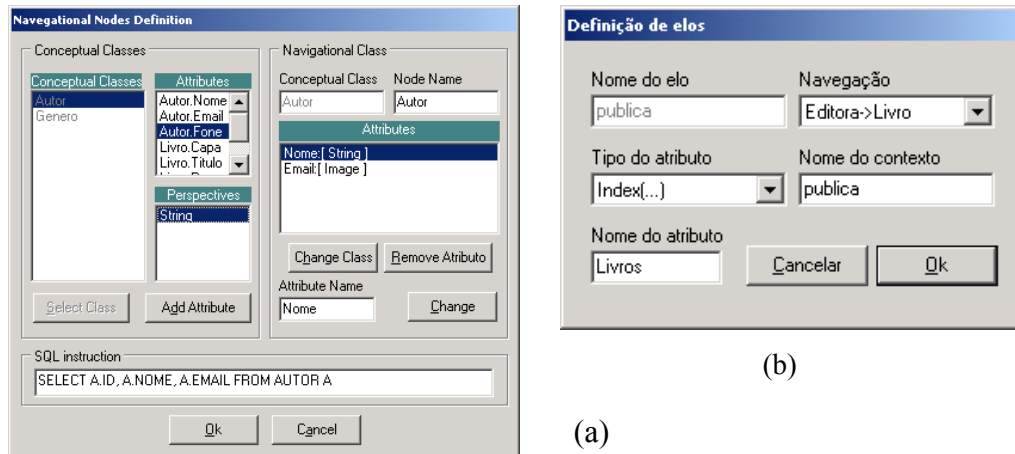 Navegational Nodes Definition
Conceptual Classes
Conceptual Classes
Autor
Genero
Attributes
Autor.Nome
Autor.Email
Autor.Fone
Livro.Capa
Livro.Titulo
Perspectives
String
Select Class
Add Attribute
Navigational Class
Conceptual Class Node Name
Autor Autor
Attributes
Nome:[ String ]
Email:[ Image ]
Change Class Remove Atributo
Attribute Name
Nome Change
SQL instruction
SELECT A.ID, A.NOME, A.EMAIL FROM AUTOR A
Ok Cancel
(a)
Definição de elos
Nome do elo Navegação
publica Editora->Livro
Tipo do atributo Nome do contexto
Index(...) publica
Nome do atributo
Livros Cancelar Ok
(b)